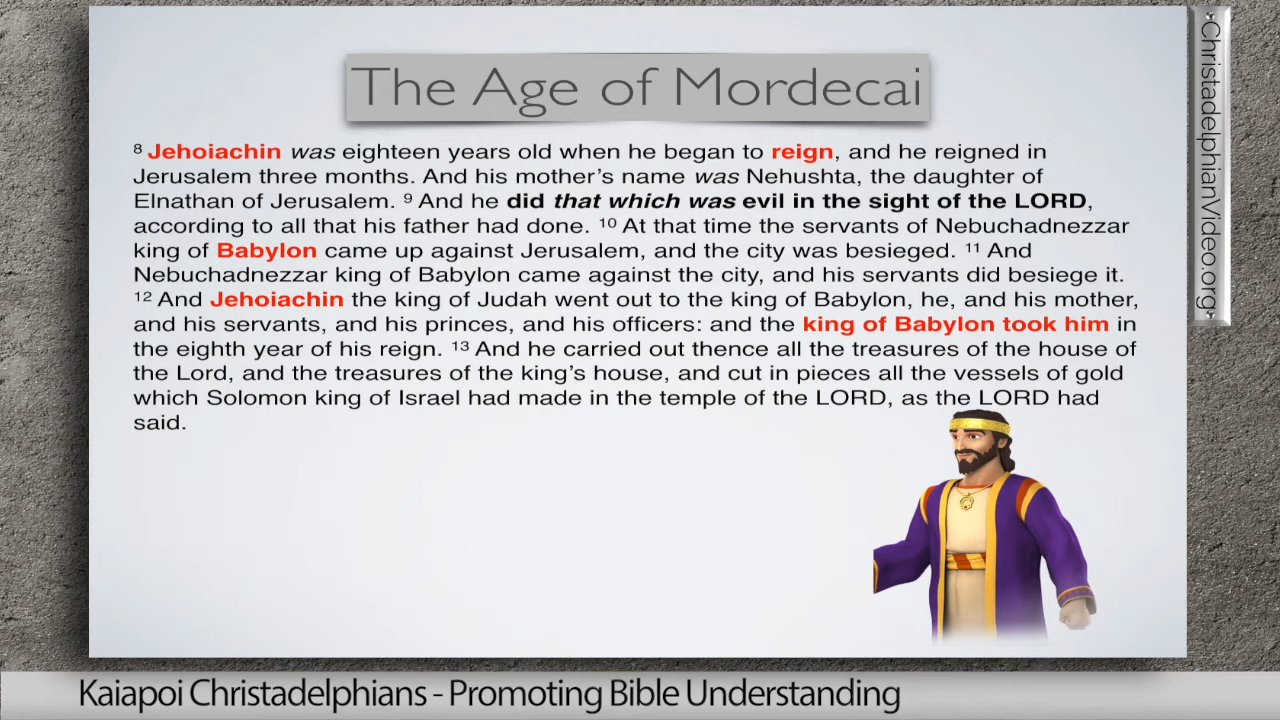 The Age of Mordecai
⁸ Jehoiachin was eighteen years old when he began to reign, and he reigned in
Jerusalem three months. And his mother’s name was Nehushta, the daughter of
Elnathan of Jerusalem. ⁹ And he did that which was evil in the sight of the LORD,
according to all that his father had done. ¹⁰ At that time the servants of Nebuchadnezzar
king of Babylon came up against Jerusalem, and the city was besieged. ¹¹ And
Nebuchadnezzar king of Babylon came against the city, and his servants did besiege it.
¹² And Jehoiachin the king of Judah went out to the king of Babylon, he, and his mother,
and his servants, and his princes, and his officers: and the king of Babylon took him in
the eighth year of his reign. ¹³ And he carried out thence all the treasures of the house of
the Lord, and the treasures of the king’s house, and cut in pieces all the vessels of gold
which Solomon king of Israel had made in the temple of the LORD, as the LORD had
said.
ChristadelphianVideo.org
Kaiapoi Christadelphians - Promoting Bible Understanding